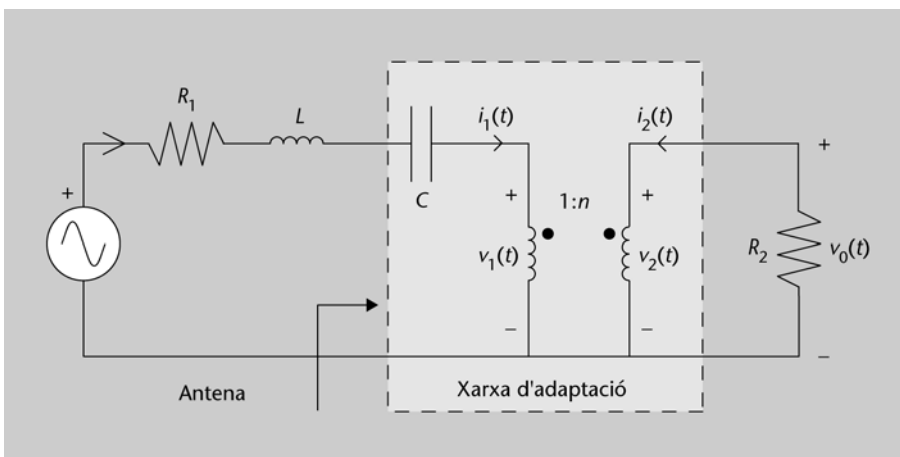 R₁
L
C
i₁(t)
i₂(t)
+
+
+
+
1:n
v₁(t)
v₂(t)
R₂
v₀(t)
–
–
–
Antena
Xarxa d'adaptació